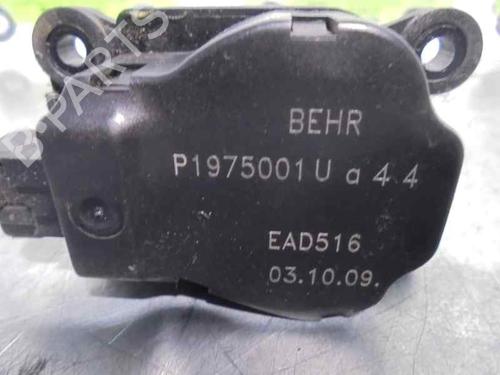 BEHR
P1975001 U a 4 4
EAD516
03.10.09.
B-PARTS